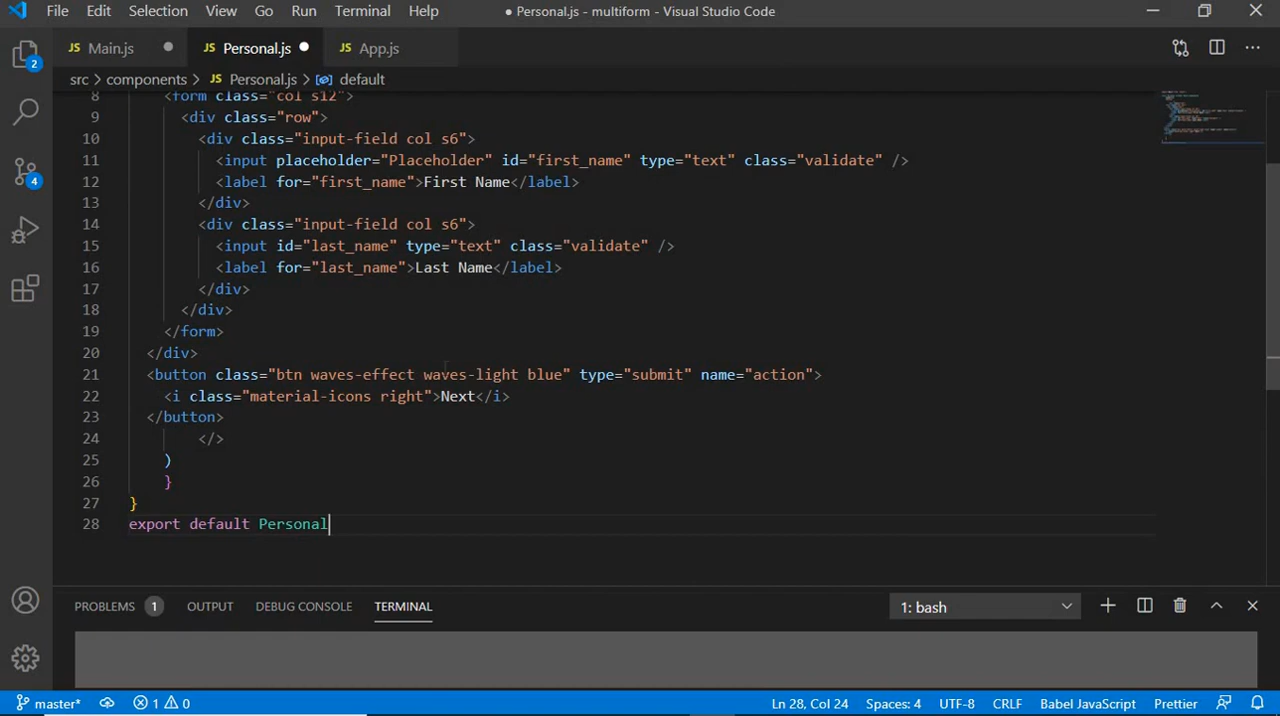 File Edit Selection View Go Run Terminal Help ● Personal.js - multiform - Visual Studio Code
JS Main.js JS Personal.js JS App.js
src > components > JS Personal.js > default
8 <form class="col s12">
9 <div class="row">
10 <div class="input-field col s6">
11 <input placeholder="Placeholder" id="first_name" type="text" class="validate" />
12 <label for="first_name">First Name</label>
13 </div>
14 <div class="input-field col s6">
15 <input id="last_name" type="text" class="validate" />
16 <label for="last_name">Last Name</label>
17 </div>
18 </div>
19 </form>
20 </div>
21 <button class="btn waves-effect waves-light blue" type="submit" name="action">
22 <i class="material-icons right">Next</i>
23 </button>
24 </>
25 )
26 }
27 }
28 export default Personal
2
4
PROBLEMS 1 OUTPUT DEBUG CONSOLE TERMINAL 1: bash
master* 1 0 Ln 28, Col 24 Spaces: 4 UTF-8 CRLF Babel JavaScript Prettier